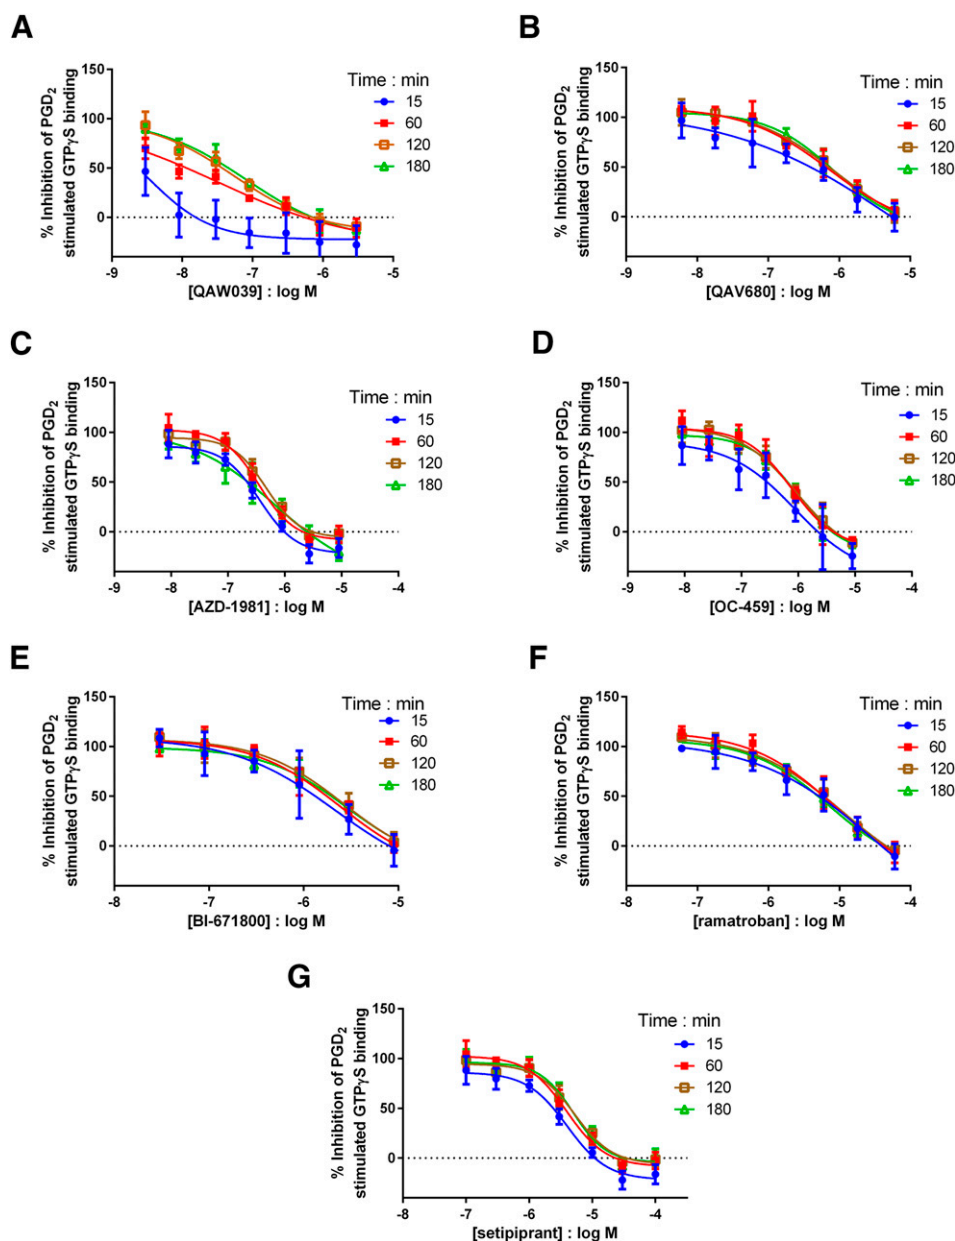 A
% Inhibition of PGD2
stimulated GTPγS binding
150
100
50
0
-9
-8
-7
-6
-5
[QAW039] : log M
Time : min
15
60
120
180
B
% Inhibition of PGD2
stimulated GTPγS binding
150
100
50
0
-9
-8
-7
-6
-5
[QAV680] : log M
Time : min
15
60
120
180
C
% Inhibition of PGD2
stimulated GTPγS binding
150
100
50
0
-9
-8
-7
-6
-5
-4
[AZD-1981] : log M
Time : min
15
60
120
180
D
% Inhibition of PGD2
stimulated GTPγS binding
150
100
50
0
-9
-8
-7
-6
-5
-4
[OC-459] : log M
Time : min
15
60
120
180
E
% Inhibition of PGD2
stimulated GTPγS binding
150
100
50
0
-8
-7
-6
-5
[BI-671800] : log M
Time : min
15
60
120
180
F
% Inhibition of PGD2
stimulated GTPγS binding
150
100
50
0
-8
-7
-6
-5
-4
[ramatroban] : log M
Time : min
15
60
120
180
G
% Inhibition of PGD2
stimulated GTPγS binding
150
100
50
0
-8
-7
-6
-5
-4
[setipiprant] : log M
Time : min
15
60
120
180